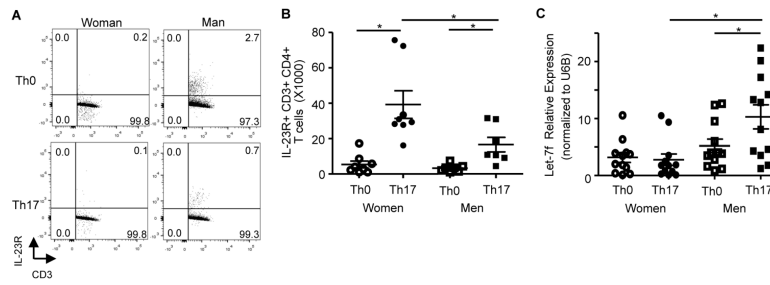 A
Woman
Man
Th0
0.0
0.2
0.0
99.8
0.0
2.7
0.0
97.3
Th17
0.0
0.1
0.0
99.8
0.0
0.7
0.0
99.3
IL-23R
CD3
B
IL-23R+ CD3+ CD4+
T cells (X1000)
80
60
40
20
0
*
*
*
Th0 Th17 Th0 Th17
Women Men
C
Let-7f Relative Expression
(normalized to U6B)
25
20
15
10
5
0
*
*
Th0 Th17 Th0 Th17
Women Men